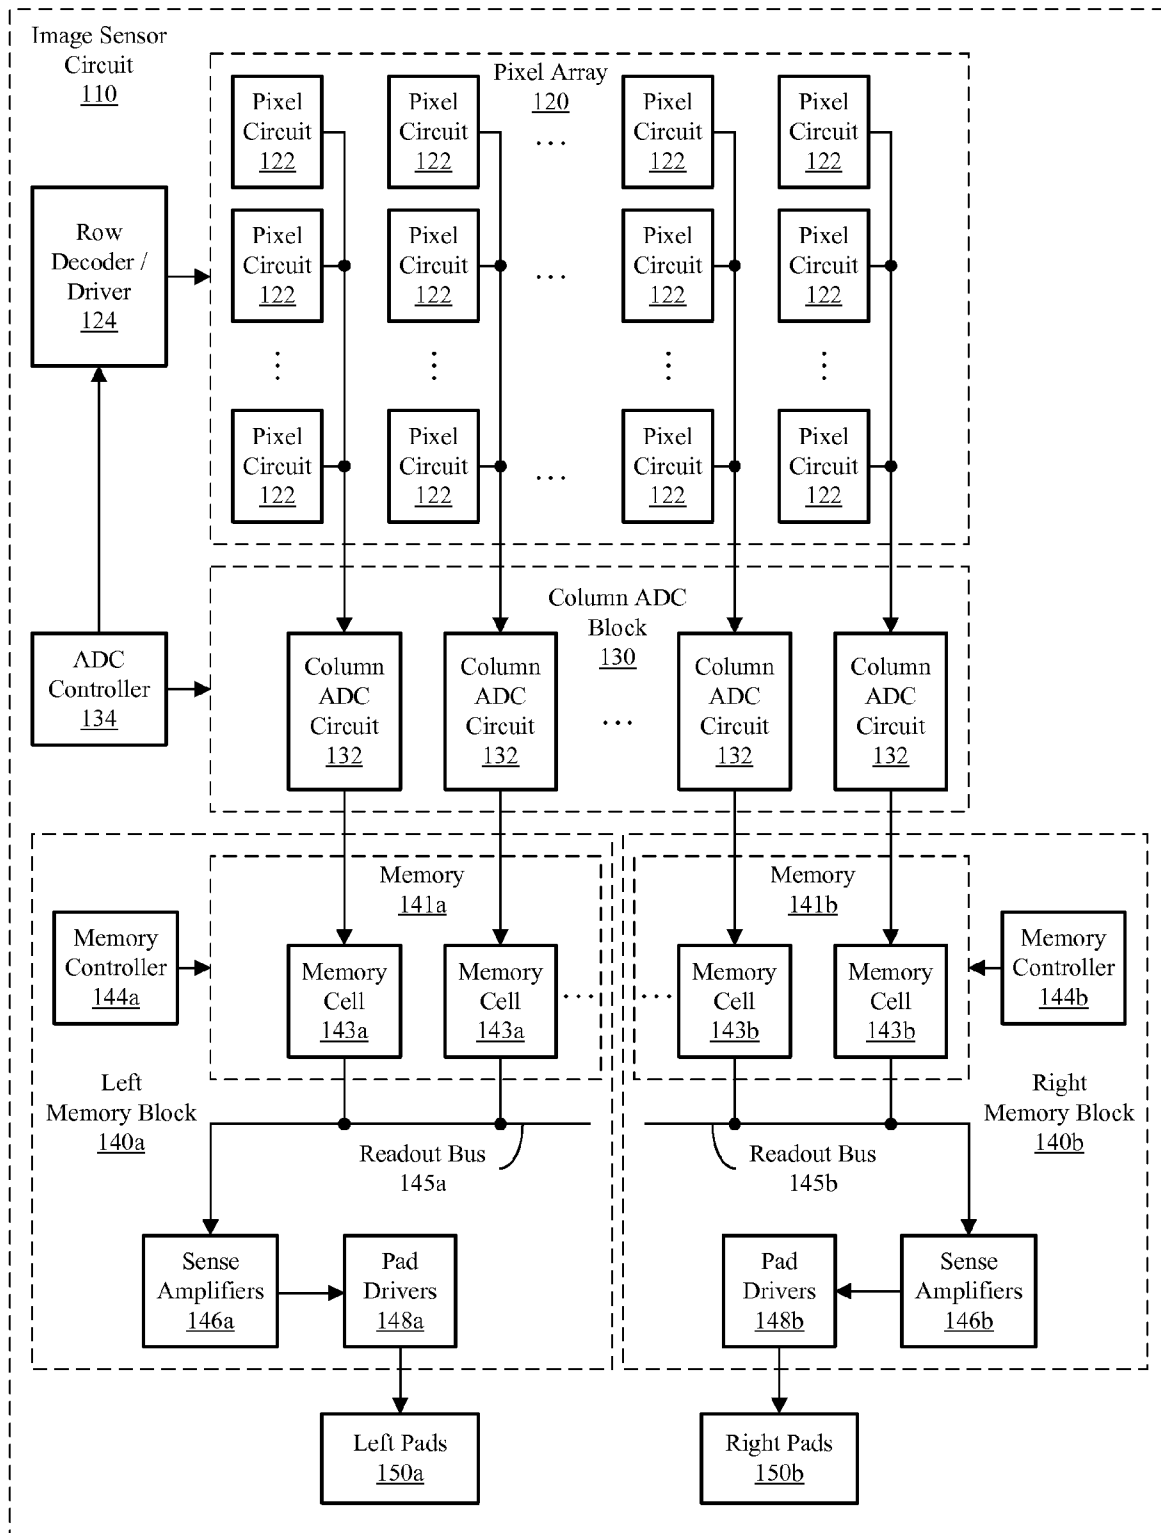 Image Sensor
Circuit
110
Pixel Array
120
Pixel
Circuit
122
Pixel
Circuit
122
...
Pixel
Circuit
122
Pixel
Circuit
122
Row
Decoder /
Driver
124
Pixel
Circuit
122
Pixel
Circuit
122
...
Pixel
Circuit
122
Pixel
Circuit
122
Pixel
Circuit
122
Pixel
Circuit
122
...
Pixel
Circuit
122
Pixel
Circuit
122
Column ADC
Block
130
ADC
Controller
134
Column
ADC
Circuit
132
Column
ADC
Circuit
132
...
Column
ADC
Circuit
132
Column
ADC
Circuit
132
Memory
141a
Memory
141b
Memory
Controller
144a
Memory
Cell
143a
Memory
Cell
143a
...
...
Memory
Cell
143b
Memory
Cell
143b
Memory
Controller
144b
Left
Memory Block
140a
Right
Memory Block
140b
Readout Bus
145a
Readout Bus
145b
Sense
Amplifiers
146a
Pad
Drivers
148a
Pad
Drivers
148b
Sense
Amplifiers
146b
Left Pads
150a
Right Pads
150b